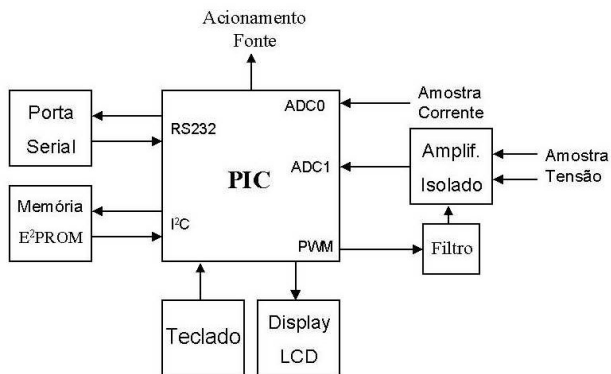 Acionamento
Fonte
Porta
Serial
RS232
ADC0
Amostra
Corrente
PIC
ADC1
Amplif.
Isolado
Amostra
Tensão
Memória
E²PROM
I²C
PWM
Filtro
Teclado
Display
LCD